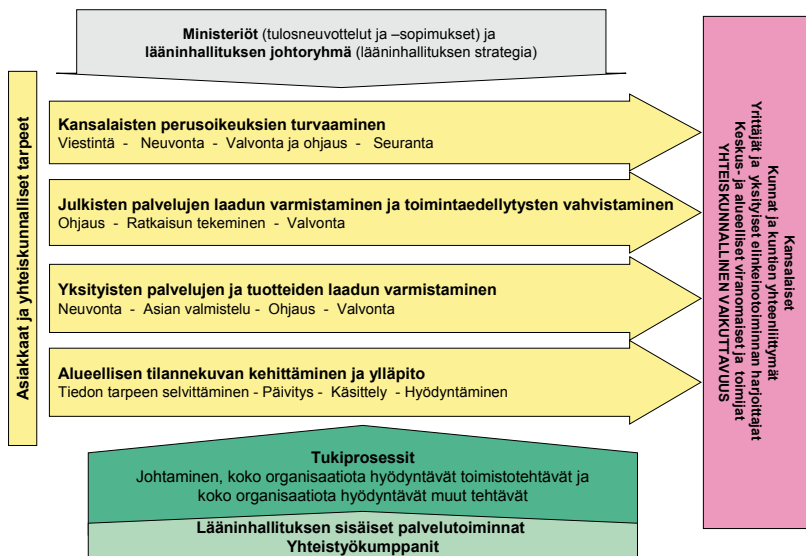 Ministeriöt (tulosneuvottelut ja –sopimukset) ja
lääninhallituksen johtoryhmä (lääninhallituksen strategia)
Asiakkaat ja yhteiskunnalliset tarpeet
Kansalaisten perusoikeuksien turvaaminen
Viestintä - Neuvonta - Valvonta ja ohjaus - Seuranta
Julkisten palvelujen laadun varmistaminen ja toimintaedellytysten vahvistaminen
Ohjaus - Ratkaisun tekeminen - Valvonta
Yksityisten palvelujen ja tuotteiden laadun varmistaminen
Neuvonta - Asian valmistelu - Ohjaus - Valvonta
Alueellisen tilannekuvan kehittäminen ja ylläpito
Tiedon tarpeen selvittäminen - Päivitys - Käsittely - Hyödyntäminen
Kansalaiset
Kunnat ja kuntien yhteenliittymät
Yrittäjät ja yksityiset elinkeinotoiminnan harjoittajat
Keskus- ja alueelliset viranomaiset ja toimijat
YHTEISKUNNALLINEN VAIKUTTAVUUS
Tukiprosessit
Johtaminen, koko organisaatiota hyödyntävät toimistotehtävät ja
koko organisaatiota hyödyntävät muut tehtävät
Lääninhallituksen sisäiset palvelutoiminnat
Yhteistyökumppanit